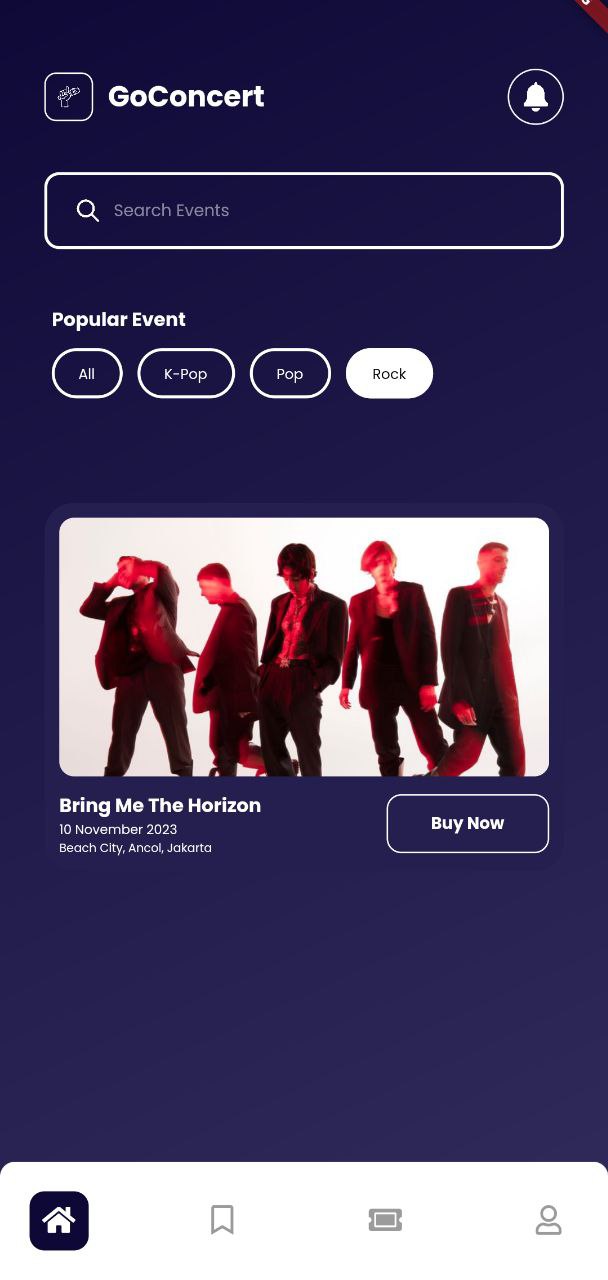 GoConcert
Search Events
Popular Event
All
K-Pop
Pop
Rock
Bring Me The Horizon
10 November 2023
Beach City, Ancol, Jakarta
Buy Now